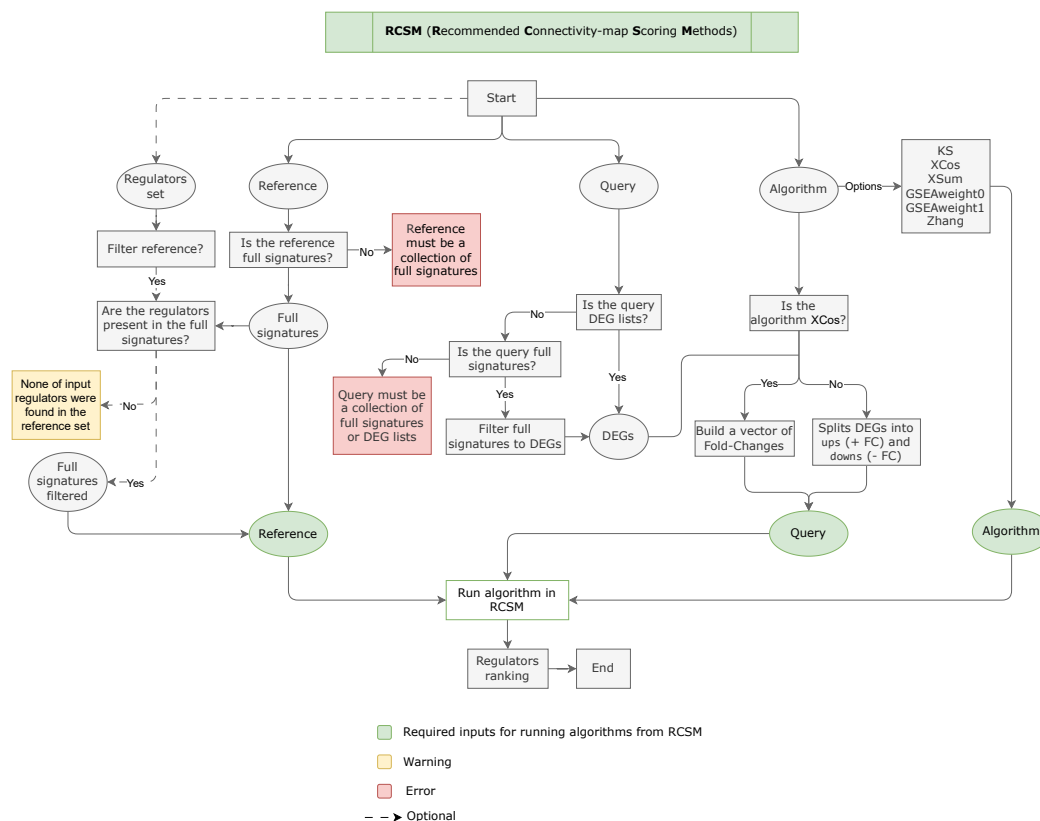 RCSM (Recommended Connectivity-map Scoring Methods)
Start
Regulators
set
Reference
Query
Algorithm
Options
KS
XCos
XSum
GSEAweight0
GSEAweight1
Zhang
Filter reference?
Is the reference
full signatures?
No
Reference
must be a
collection of
full signatures
Yes
Are the regulators
present in the full
signatures?
Full
signatures
Is the query
DEG lists?
Is the
algorithm XCos?
No
Is the query full
signatures?
No
Yes
Yes
Yes
No
None of input
regulators were
found in the
reference set
No
Query must be
a collection of
full signatures
or DEG lists
Filter full
signatures to DEGs
DEGs
Build a vector of
Fold-Changes
Splits DEGs into
ups (+ FC) and
downs (- FC)
Full
signatures
filtered
Yes
Reference
Query
Algorithm
Run algorithm in
RCSM
Regulators
ranking
End
Required inputs for running algorithms from RCSM
Warning
Error
Optional